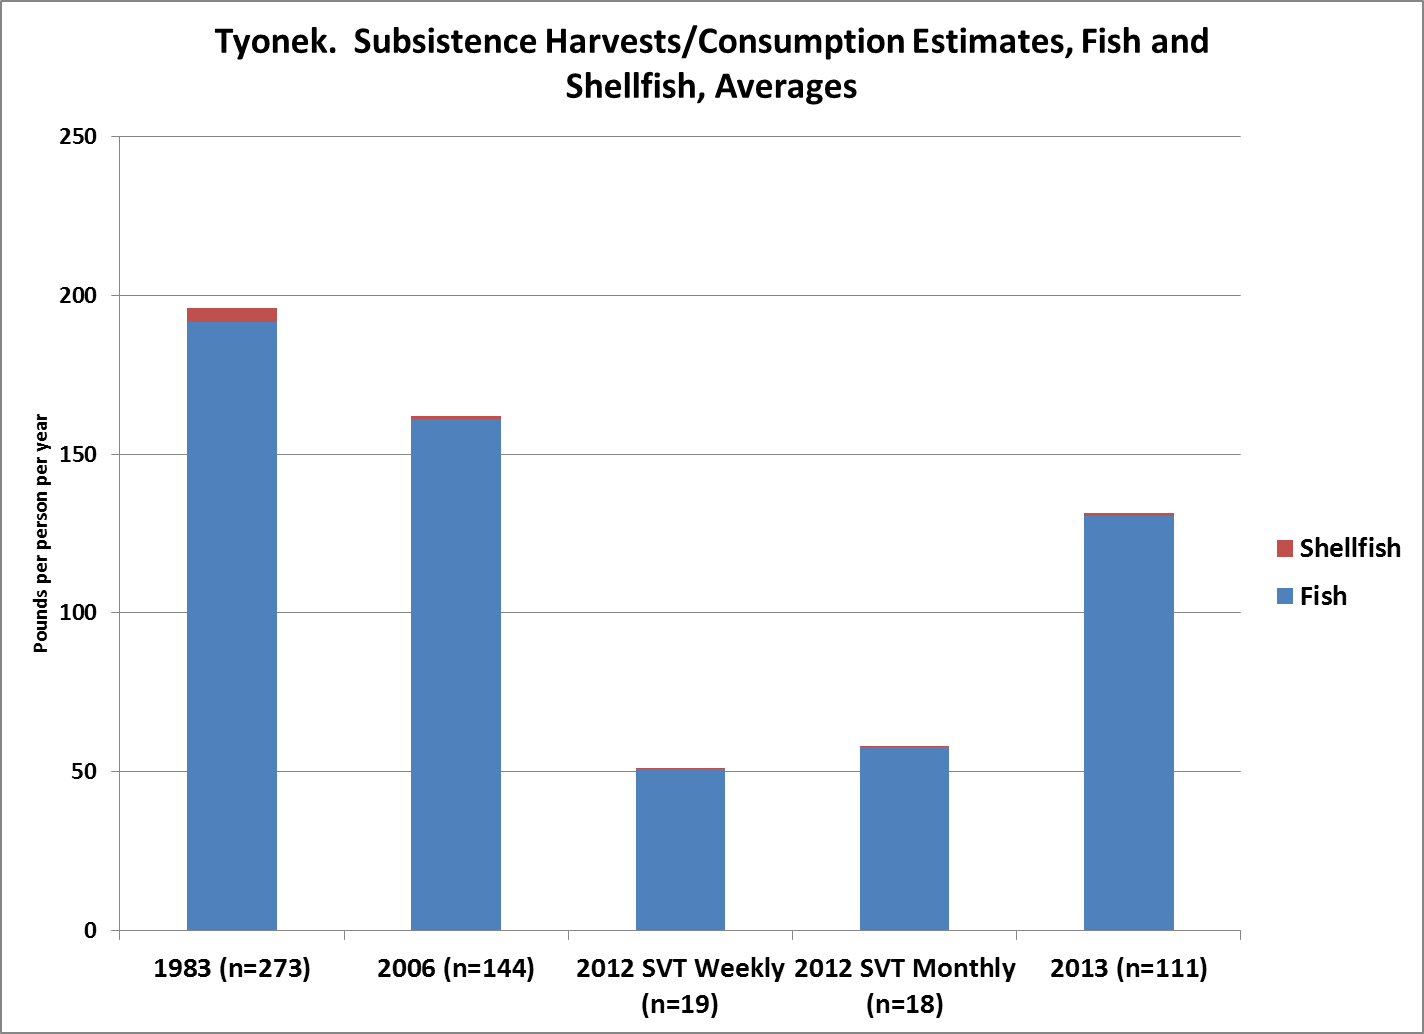 Tyonek.  Subsistence Harvests/Consumption Estimates, Fish and
Shellfish, Averages
250
200
150
100
50
0
Pounds per person per year
1983 (n=273)
2006 (n=144)
2012 SVT Weekly
(n=19)
2012 SVT Monthly
(n=18)
2013 (n=111)
Shellfish
Fish